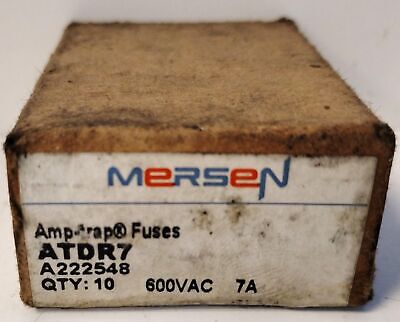 MERSEN
Amp-trap® Fuses
ATDR7
A222548
QTY: 10 600VAC 7A